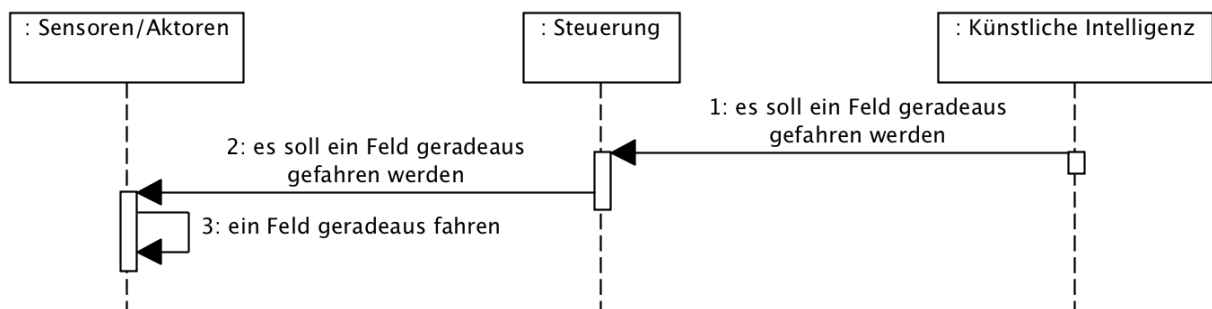 : Sensoren/Aktoren
: Steuerung
: Künstliche Intelligenz
1: es soll ein Feld geradeaus
gefahren werden
2: es soll ein Feld geradeaus
gefahren werden
3: ein Feld geradeaus fahren